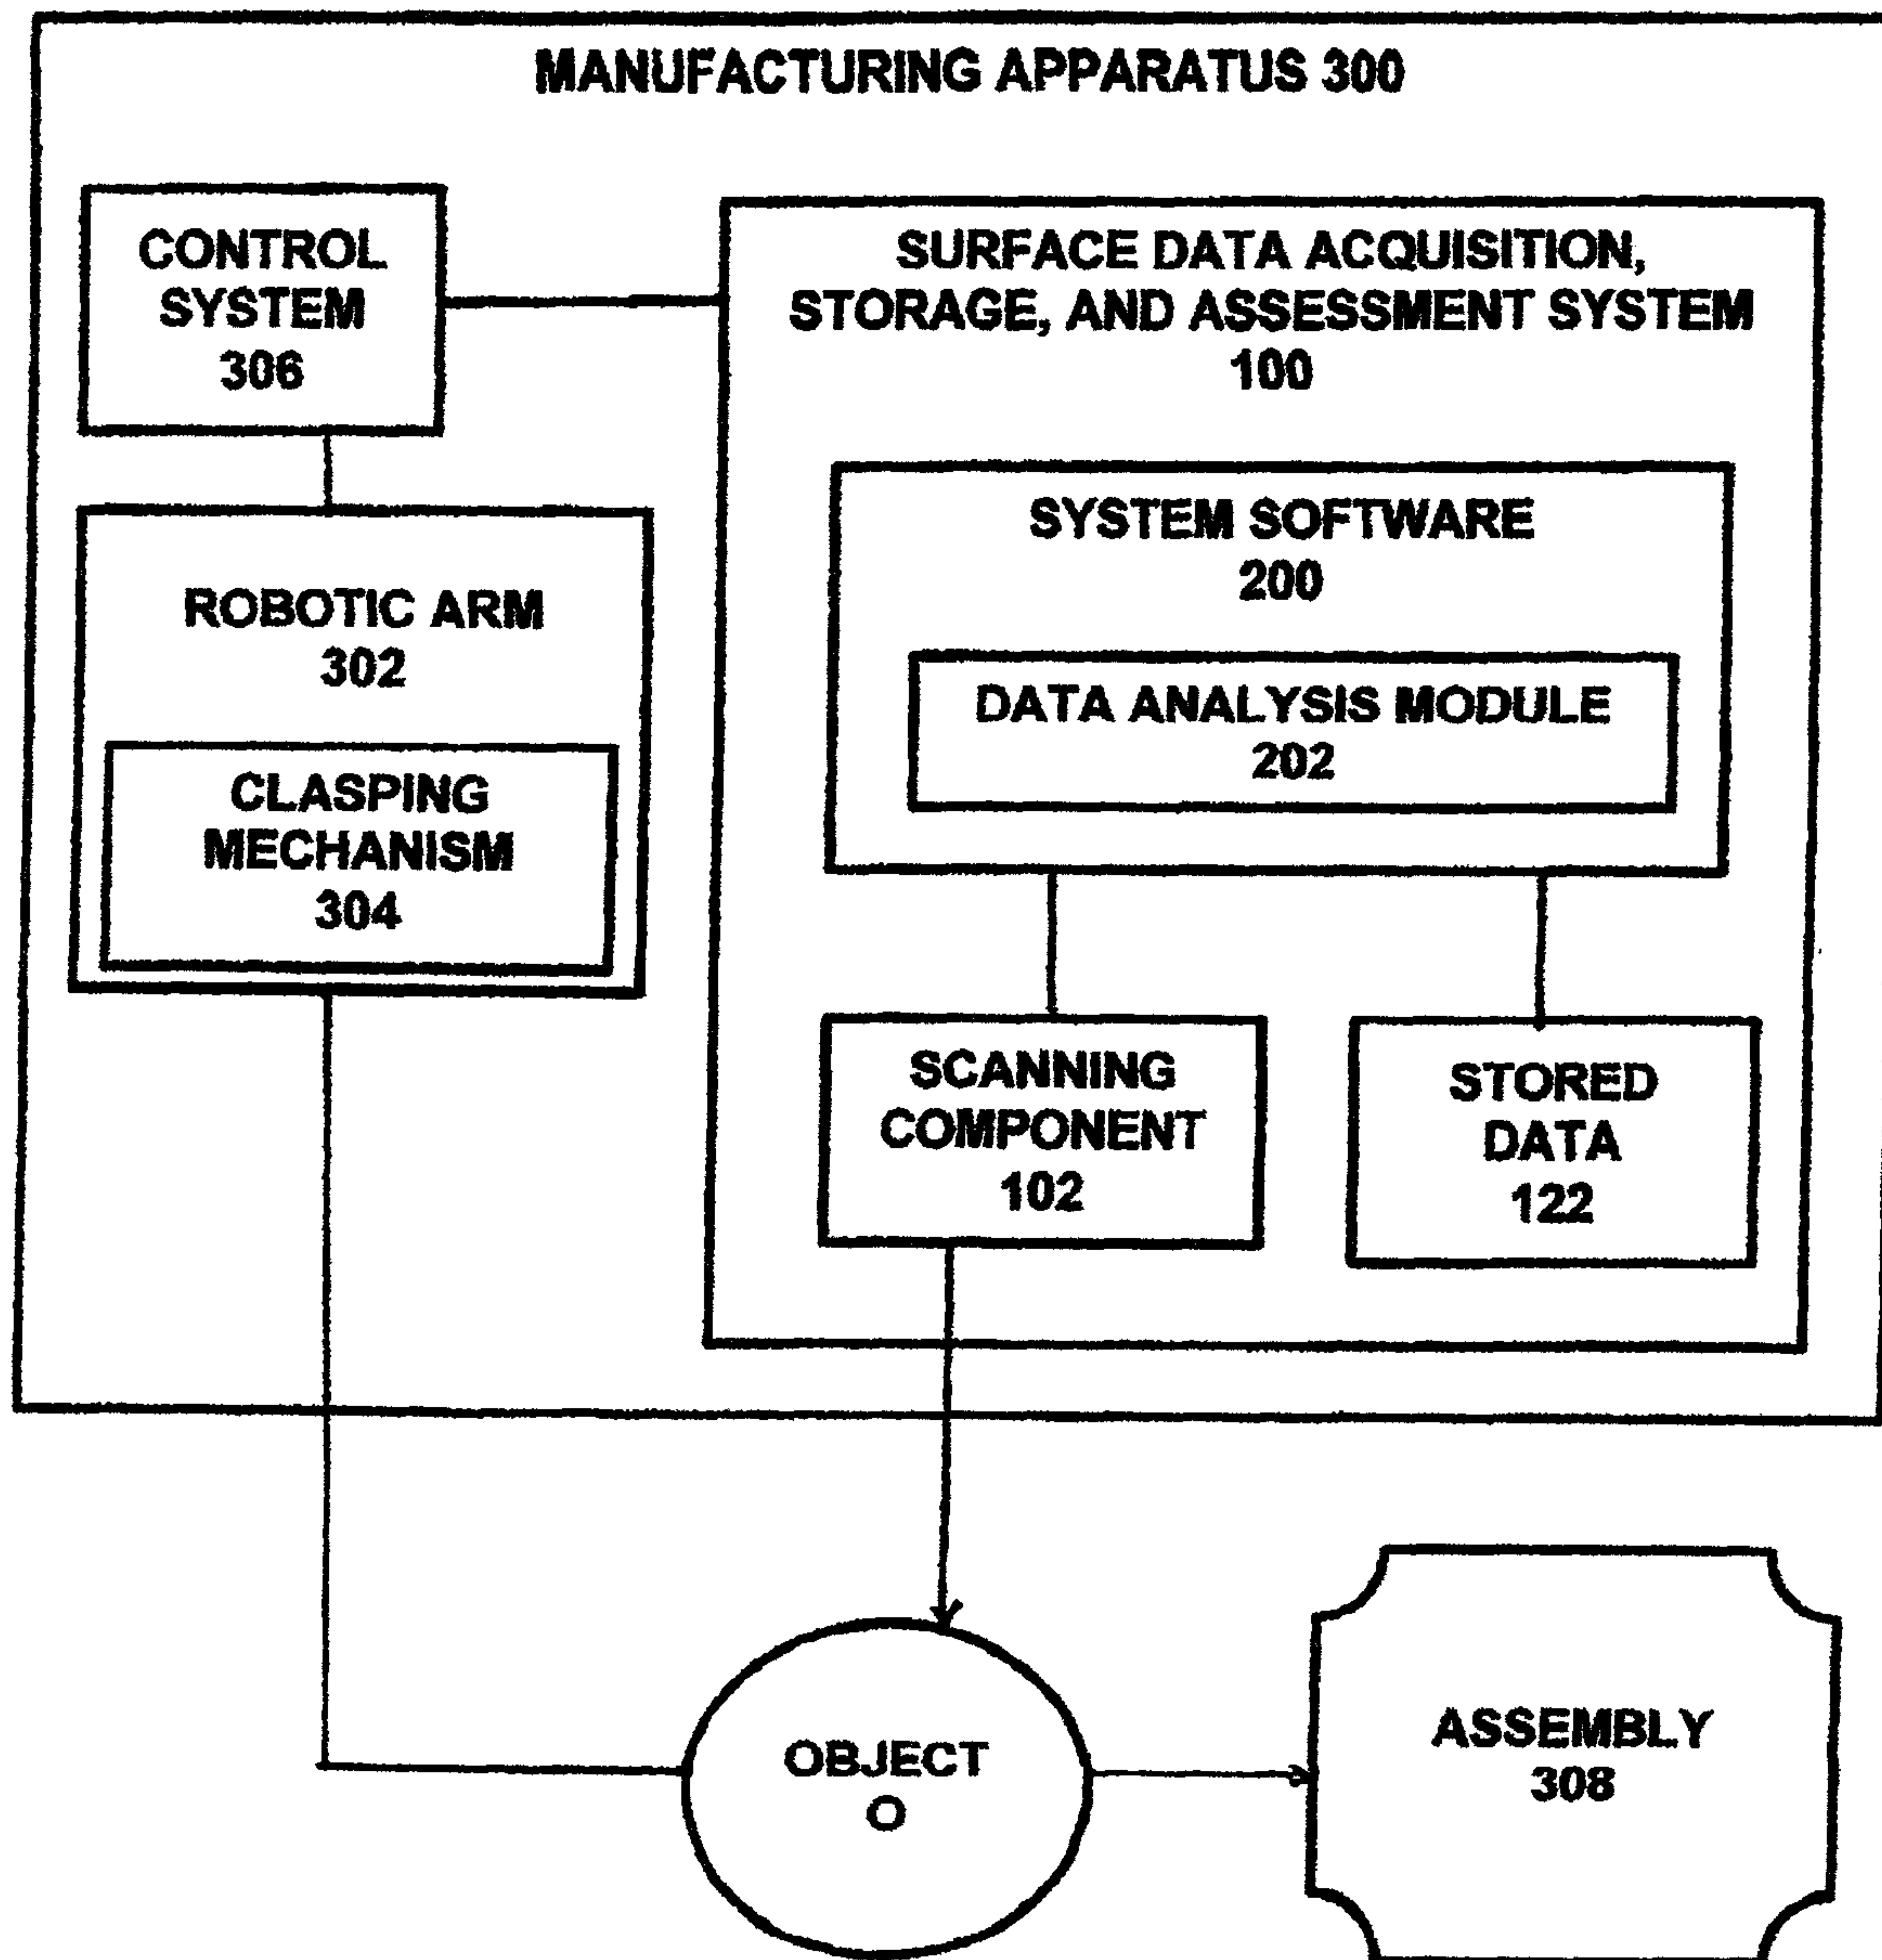 MANUFACTURING APPARATUS 300
CONTROL
SYSTEM
306
SURFACE DATA ACQUISITION,
STORAGE, AND ASSESSMENT SYSTEM
100
SYSTEM SOFTWARE
200
ROBOTIC ARM
302
DATA ANALYSIS MODULE
202
CLASPING
MECHANISM
304
SCANNING
COMPONENT
102
STORED
DATA
122
OBJECT
O
ASSEMBLY
308